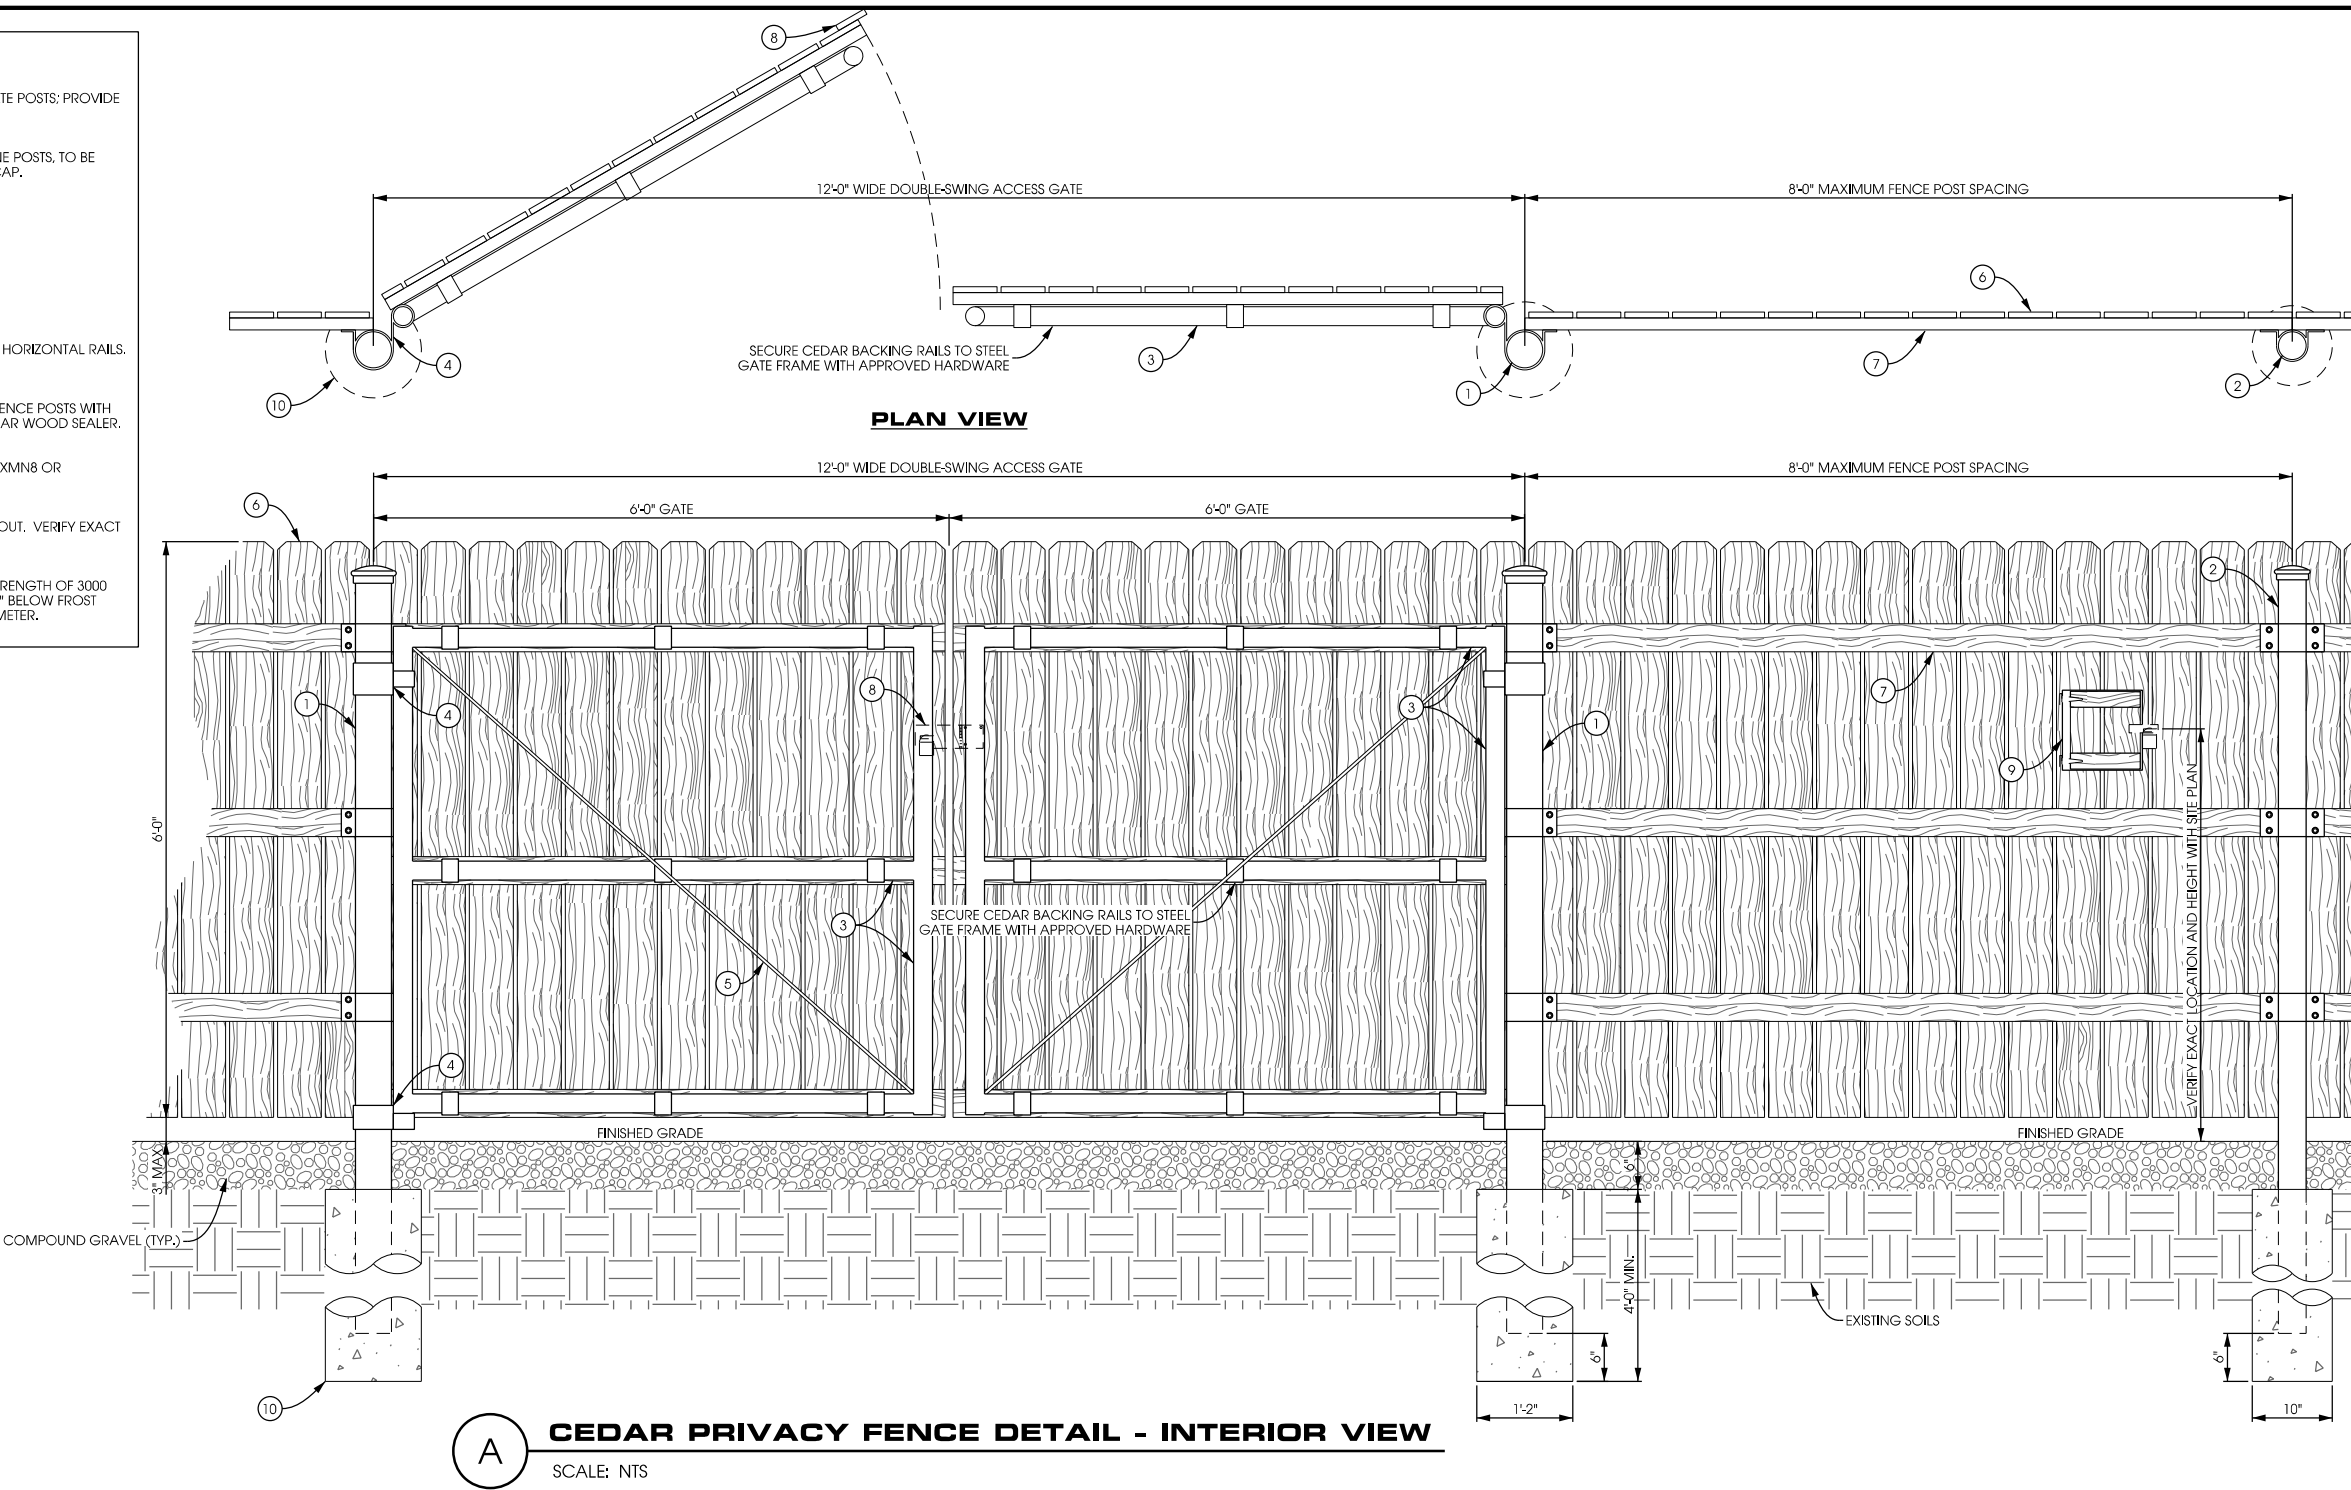 TE POSTS; PROVIDE
NE POSTS, TO BE
CAP.
HORIZONTAL RAILS.
ENCE POSTS WITH
AR WOOD SEALER.
XMN8 OR
OUT. VERIFY EXACT
RENGTH OF 3000
" BELOW FROST
METER.
8
12'-0" WIDE DOUBLE-SWING ACCESS GATE
8'-0" MAXIMUM FENCE POST SPACING
6
SECURE CEDAR BACKING RAILS TO STEEL
GATE FRAME WITH APPROVED HARDWARE
3
4
7
10
1
2
PLAN VIEW
12'-0" WIDE DOUBLE-SWING ACCESS GATE
8'-0" MAXIMUM FENCE POST SPACING
6
6'-0" GATE
6'-0" GATE
2
1
4
8
3
1
7
9
6'-0"
VERIFY EXACT LOCATION AND HEIGHT WITH SITE PLAN
3
SECURE CEDAR BACKING RAILS TO STEEL
GATE FRAME WITH APPROVED HARDWARE
5
4
FINISHED GRADE
FINISHED GRADE
3" MAX
6"
COMPOUND GRAVEL (TYP.)
4'-0" MIN.
EXISTING SOILS
6"
6"
10
1'-2"
10"
A
CEDAR PRIVACY FENCE DETAIL - INTERIOR VIEW
SCALE: NTS